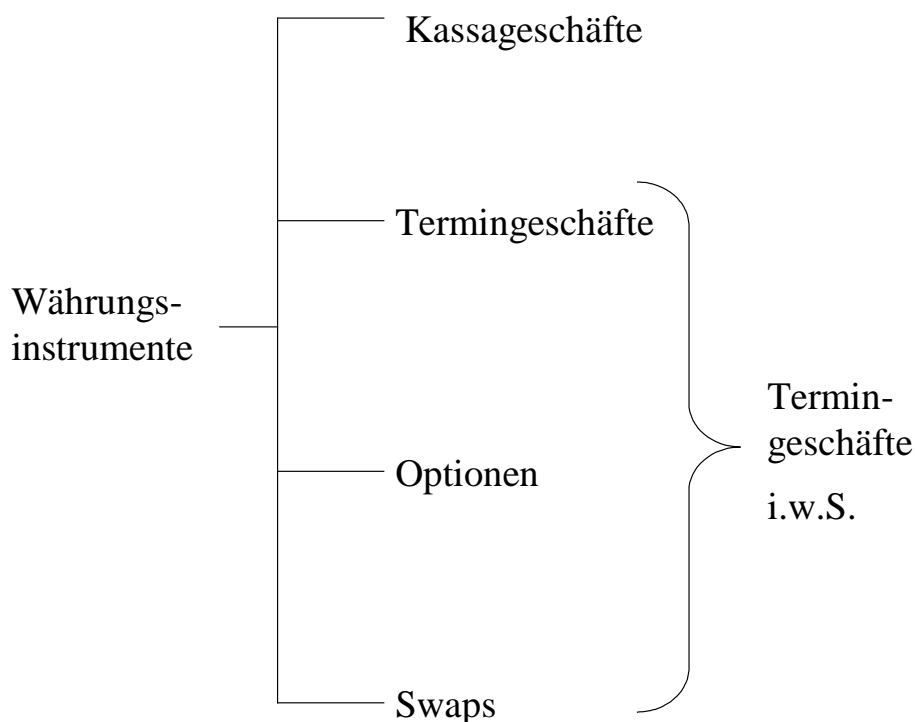 Kassageschäfte
Termingeschäfte
Währungs-
instrumente
Termin-
geschäfte
i.w.S.
Optionen
Swaps